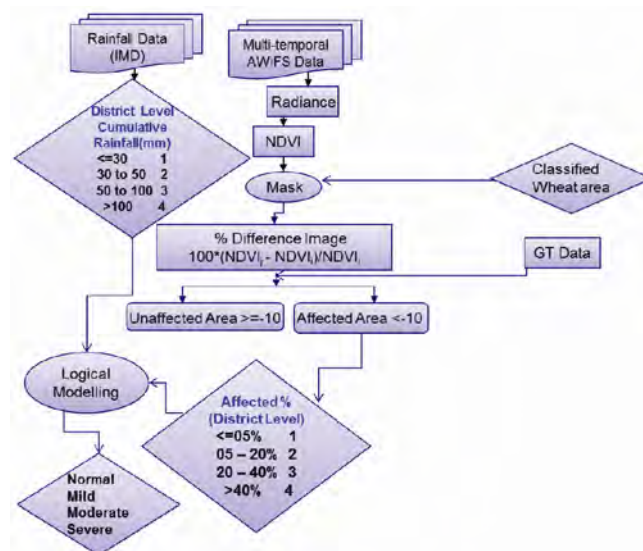 Rainfall Data
(IMD)
Multi-temporal
AWiFS Data
Radiance
NDVI
Mask
Classified
Wheat area
District Level
Cumulative
Rainfall(mm)
<=30 1
30 to 50 2
50 to 100 3
>100 4
% Difference Image
100*(NDVIj - NDVIi)/NDVIi
GT Data
Unaffected Area >=-10
Affected Area <-10
Logical
Modelling
Affected %
(District Level)
<=05% 1
05 – 20% 2
20 – 40% 3
>40% 4
Normal
Mild
Moderate
Severe